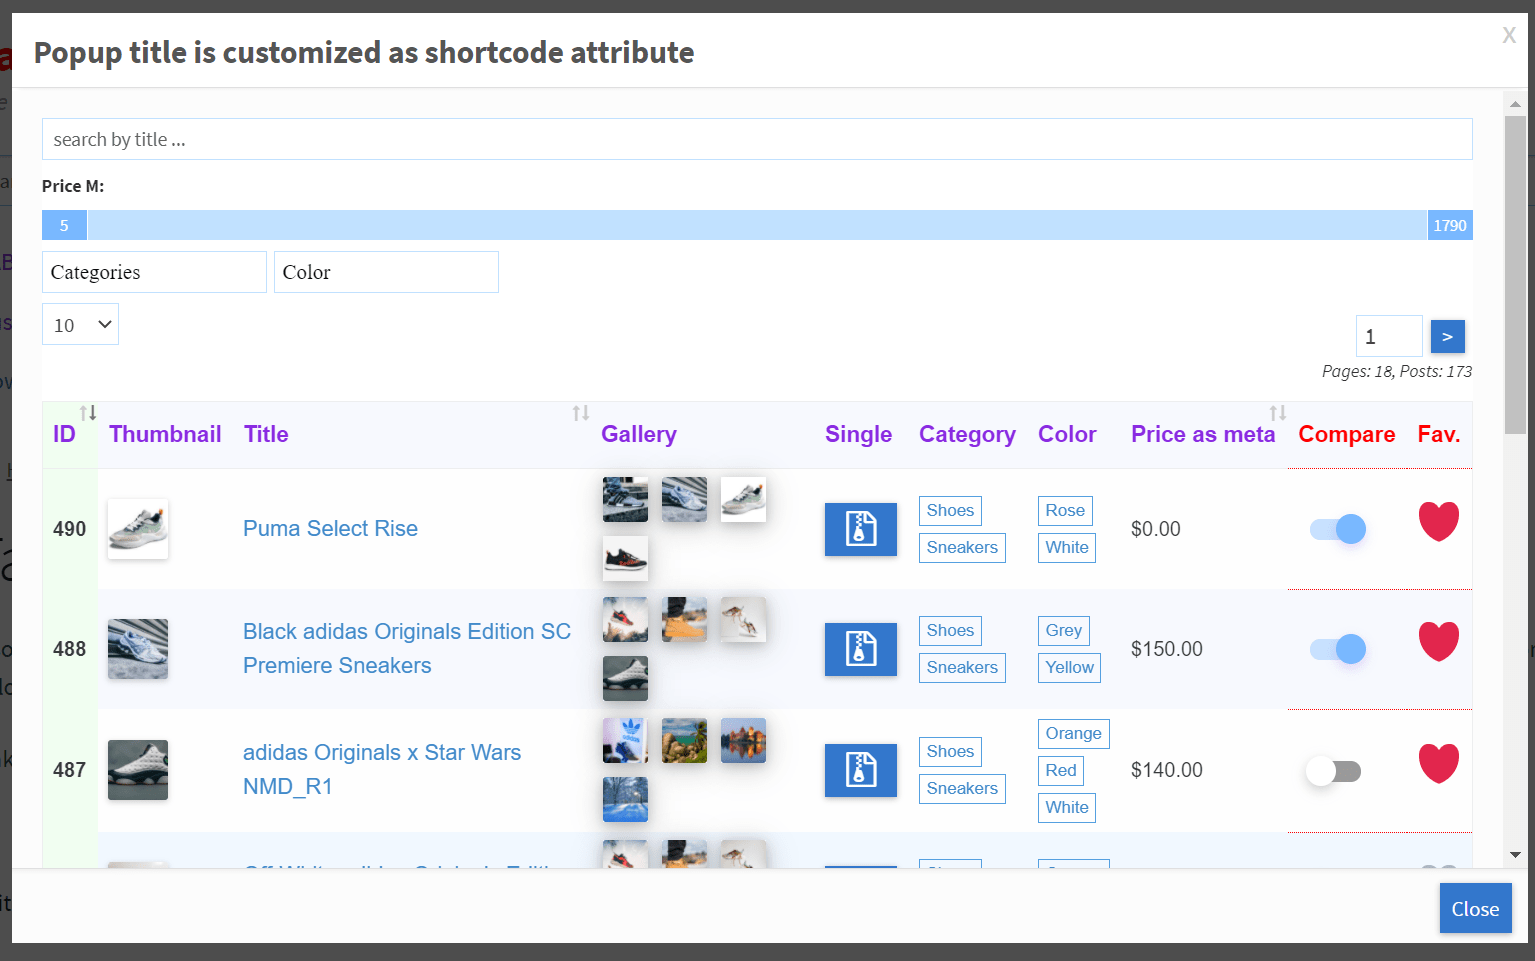 Popup title is customized as shortcode attribute
X
search by title ...
Price M:
5
1790
Categories
Color
10
1
>
Pages: 18, Posts: 173
ID
Thumbnail
Title
Gallery
Single
Category
Color
Price as meta
Compare
Fav.
490
Puma Select Rise
Shoes
Sneakers
Rose
White
$0.00
488
Black adidas Originals Edition SC
Premiere Sneakers
Shoes
Sneakers
Grey
Yellow
$150.00
487
adidas Originals x Star Wars
NMD_R1
adidas
Shoes
Sneakers
Orange
Red
White
$140.00
Close